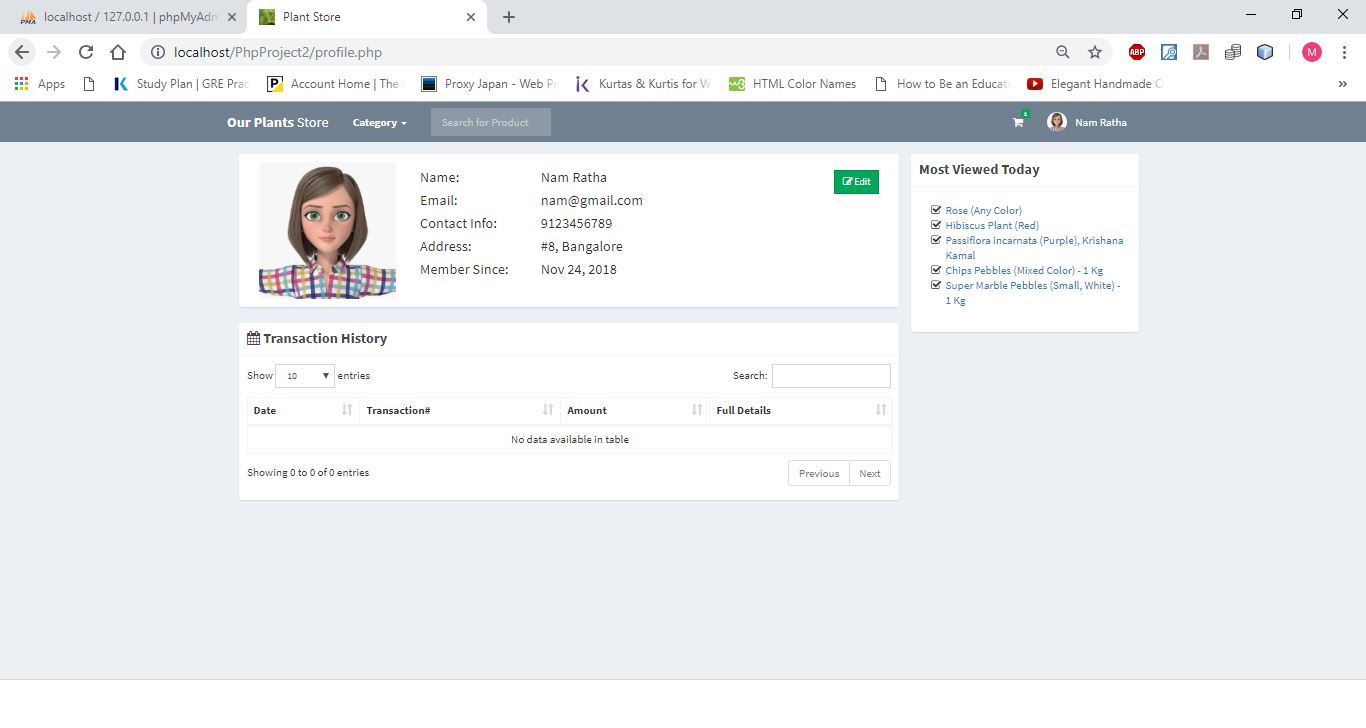 localhost / 127.0.0.1 | phpMyAdm
Plant Store
localhost/PhpProject2/profile.php
ABP
M
Apps
Study Plan | GRE Prac
Account Home | The
Proxy Japan - Web P
Kurtas & Kurtis for W
HTML Color Names
How to Be an Educat
Elegant Handmade
Our Plants Store
Category
Search for Product
1
Nam Ratha
Name: Nam Ratha
Email: nam@gmail.com
Contact Info: 9123456789
Address: #8, Bangalore
Member Since: Nov 24, 2018
Edit
Most Viewed Today
Rose (Any Color)
Hibiscus Plant (Red)
Passiflora incarnata (Purple), Krishana
Kamal
Chips Pebbles (Mixed Color) - 1 Kg
Super Marble Pebbles (Small, White) -
1 Kg
Transaction History
Show 10 entries
Search:
Date Transaction# Amount Full Details
No data available in table
Showing 0 to 0 of 0 entries
Previous Next